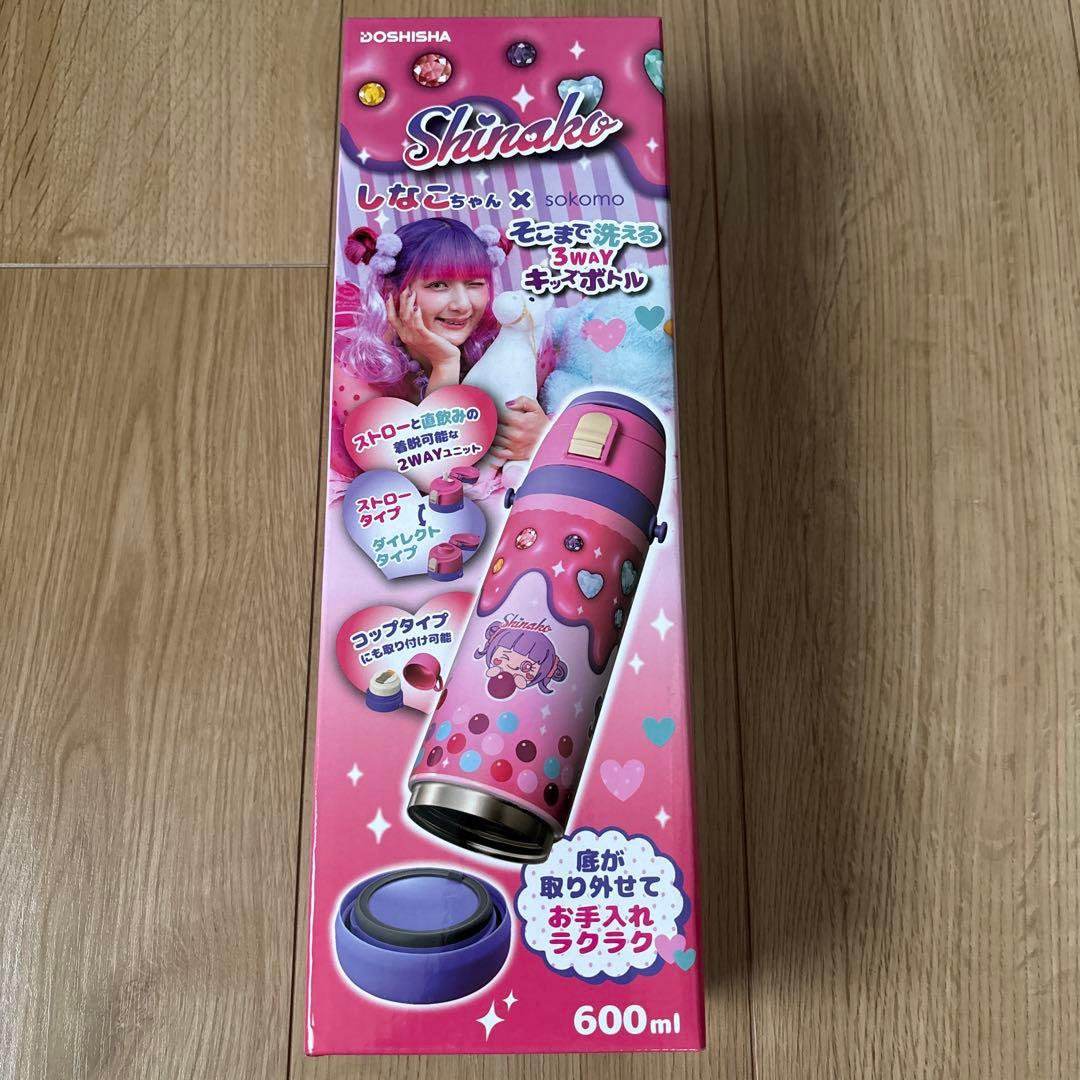 DOSHISHA
Shinako
しなこちゃん × sokomo
そこまで洗える
3WAY
キッズボトル
ストローと直飲みの
着脱可能な
2WAYユニット
ストロー
タイプ
ダイレクト
タイプ
コップタイプ
にも取り付け可能
Shinako
底が
取り外せて
お手入れ
ラクラク
600ml